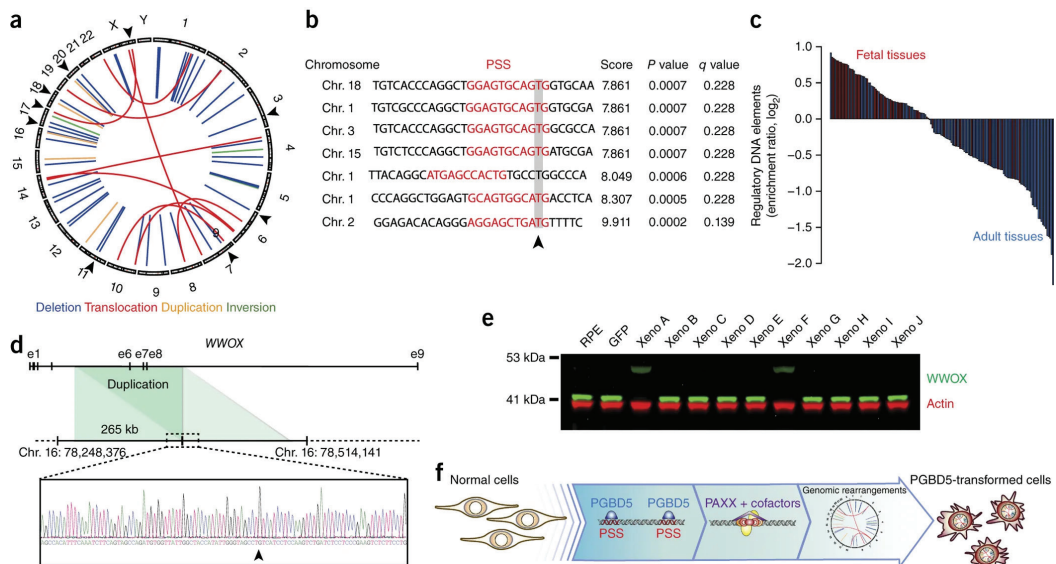 a
X Y 1 2 3 4 5 6 7 8 9 10 11 12 13 14 15 16 17 18 19 20 21 22
9
Deletion Translocation Duplication Inversion
b
Chromosome PSS Score P value q value
Chr. 18 TGTCACCCAGGCTGGAGTGCAGTGGTGCAA 7.861 0.0007 0.228
Chr. 1 TGTCGCCCAGGCTGGAGTGCAGTGGTGCGA 7.861 0.0007 0.228
Chr. 3 TGTCACCCAGGCTGGAGTGCAGTGGCGCCA 7.861 0.0007 0.228
Chr. 15 TGTCTCCCAGGCTGGAGTGCAGTGATGCGA 7.861 0.0007 0.228
Chr. 1 TTACAGGCATGAGCCACTGTGCCTGGCCCA 8.049 0.0006 0.228
Chr. 1 CCCAGGCTGGAGTGCAGTGGCATGACCTCA 8.307 0.0005 0.228
Chr. 2 GGAGACACAGGGAGGAGCTGATGTTTTC 9.911 0.0002 0.139
c
Regulatory DNA elements
(enrichment ratio, log2)
1.0
0.5
0.0
−0.5
−1.0
−1.5
−2.0
Fetal tissues
Adult tissues
d
WWOX
e1 e6 e7e8 e9
Duplication
265 kb
Chr. 16: 78,248,376 Chr. 16: 78,514,141
e
RPE GFP Xeno A Xeno B Xeno C Xeno D Xeno E Xeno F Xeno G Xeno H Xeno I Xeno J
53 kDa
41 kDa
WWOX
Actin
f
Normal cells
PGBD5 PGBD5
PSS PSS
PAXX + cofactors
Genomic rearrangements
PGBD5-transformed cells